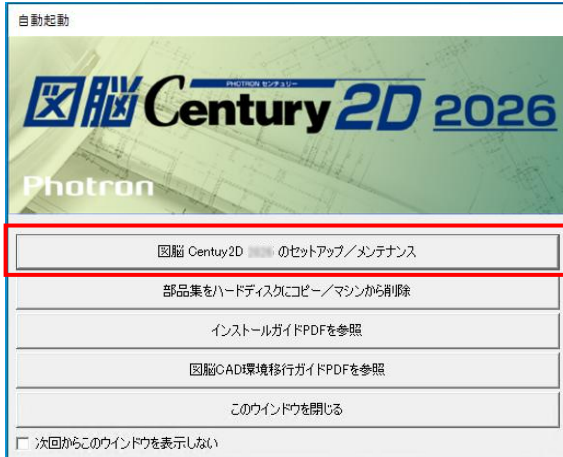 自動起動
PHOTRON センチュリー
図脳Century2D 2026
Photron
図脳 Centuy2D のセットアップ／メンテナンス
部品集をハードディスクにコピー／マシンから削除
インストールガイドPDFを参照
図脳CAD環境移行ガイドPDFを参照
このウインドウを閉じる
次回からこのウインドウを表示しない